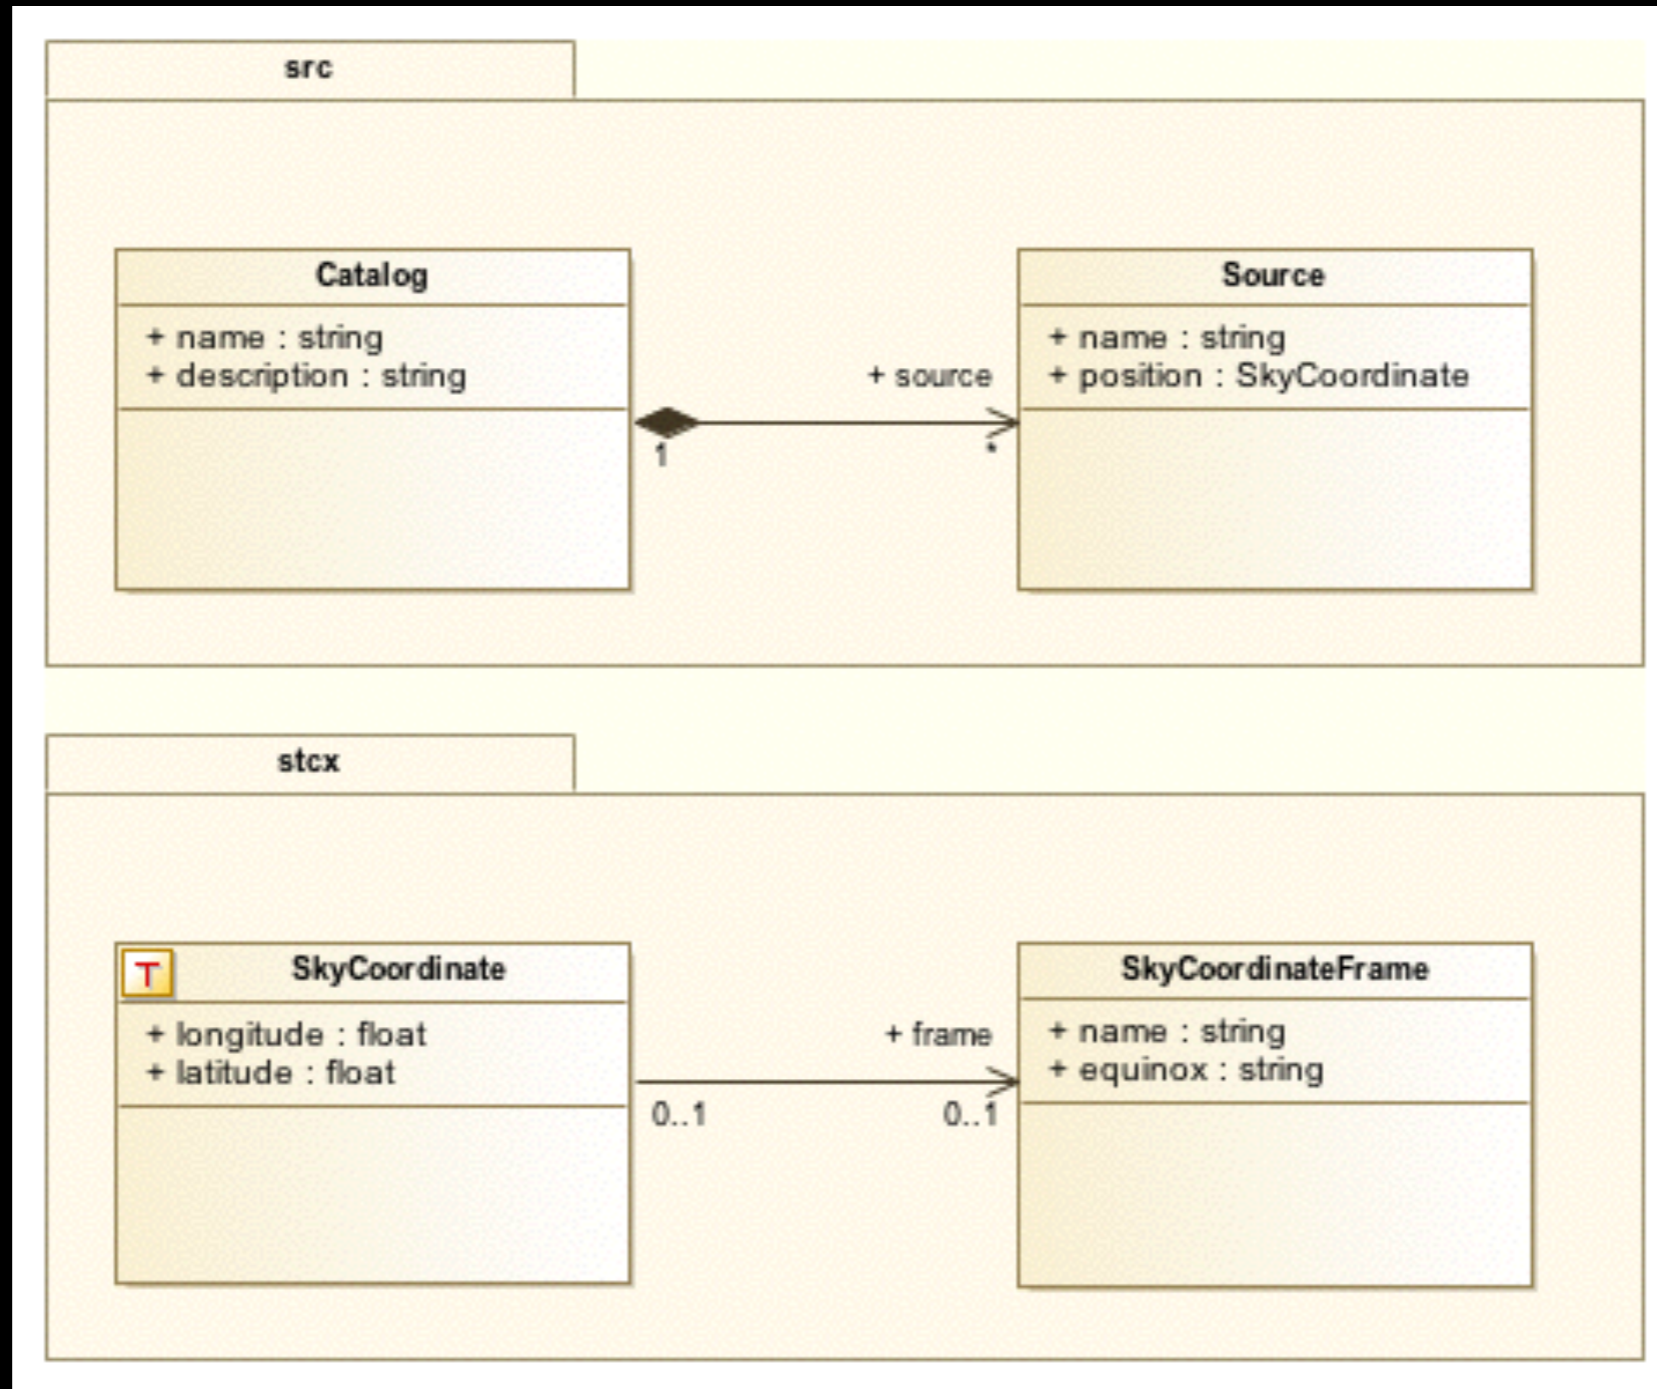 src
Catalog
+ name : string
+ description : string
+ source
1
*
Source
+ name : string
+ position : SkyCoordinate
stcx
T
SkyCoordinate
+ longitude : float
+ latitude : float
+ frame
0..1
0..1
SkyCoordinateFrame
+ name : string
+ equinox : string